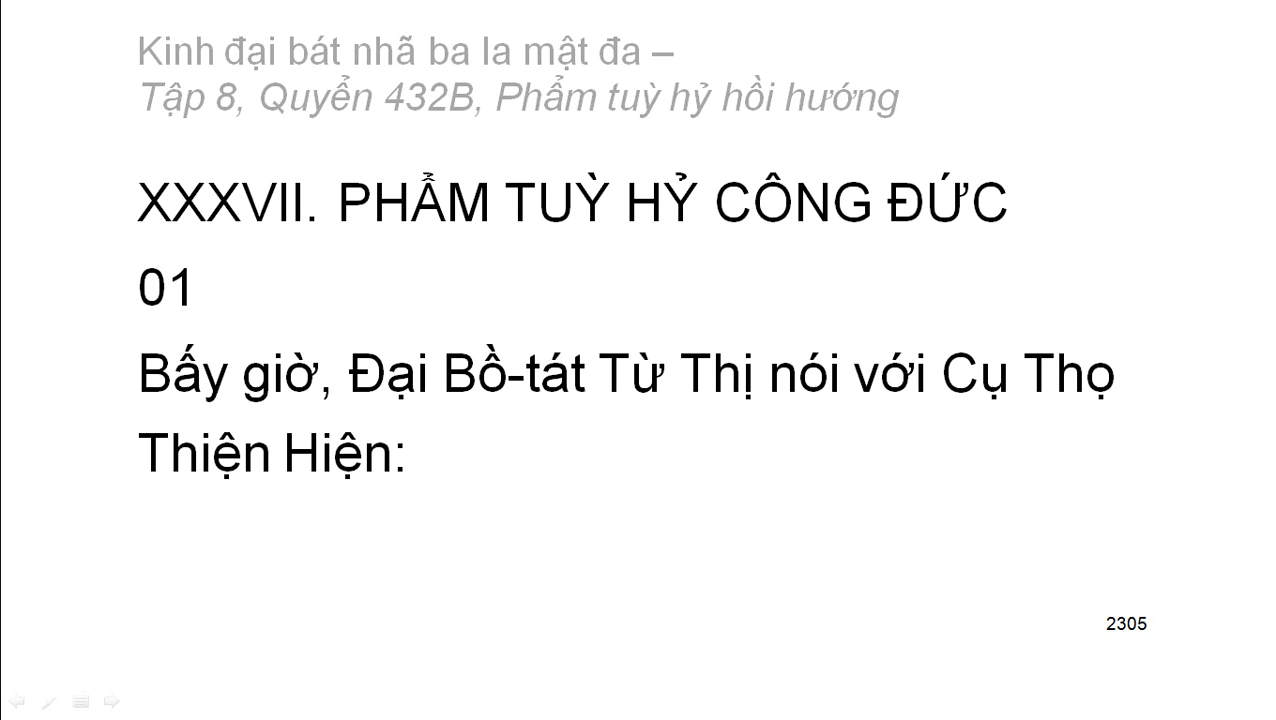 Kinh đại bát nhã ba la mật đa –
Tập 8, Quyển 432B, Phẩm tuỳ hỷ hồi hướng
XXXVII. PHẨM TUỲ HỶ CÔNG ĐỨC
01
Bấy giờ, Đại Bồ-tát Từ Thị nói với Cụ Thọ
Thiện Hiện:
2305